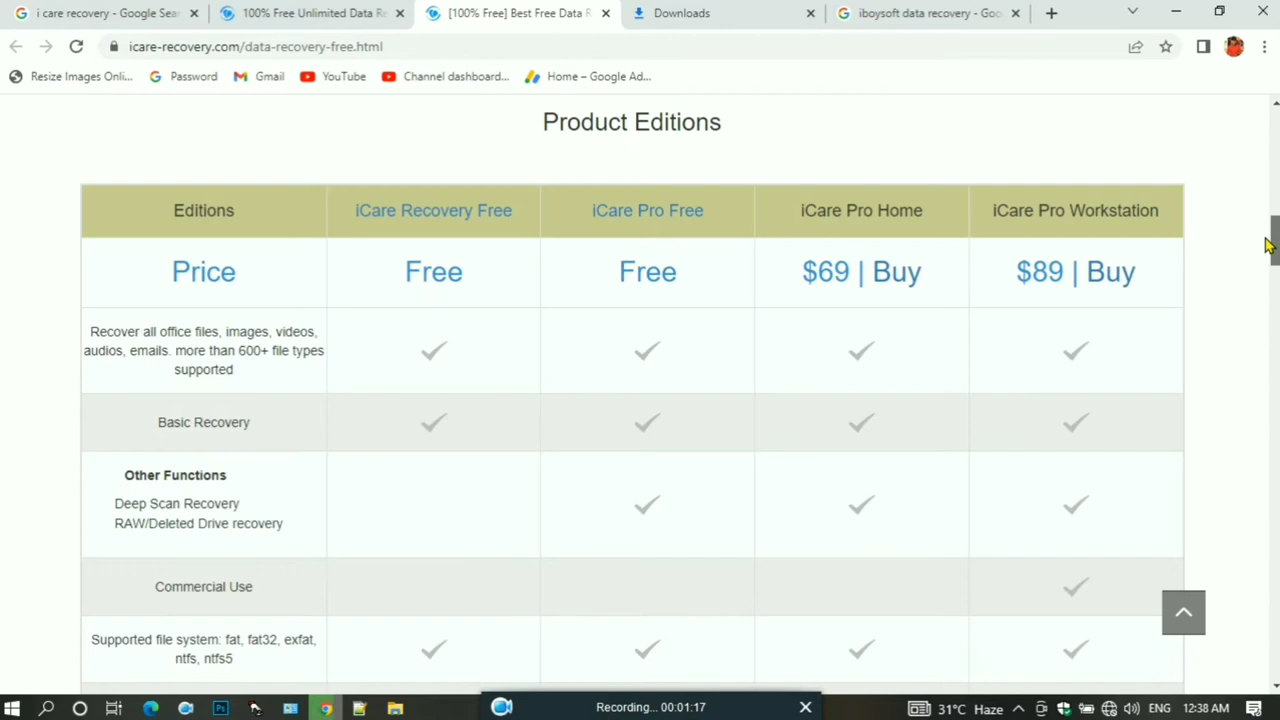 i care recovery - Google Sear
100% Free Unlimited Data Re
[100% Free] Best Free Data R
Downloads
iboysoft data recovery - Goo
icare-recovery.com/data-recovery-free.html
Resize Images Onli...
Password
Gmail
YouTube
Channel dashboard...
Home – Google Ad...
Product Editions
Editions
iCare Recovery Free
iCare Pro Free
iCare Pro Home
iCare Pro Workstation
Price
Free
Free
$69 | Buy
$89 | Buy
Recover all office files, images, videos,
audios, emails. more than 600+ file types
supported
Basic Recovery
Other Functions
Deep Scan Recovery
RAW/Deleted Drive recovery
Commercial Use
Supported file system: fat, fat32, exfat,
ntfs, ntfs5
Recording... 00:01:17
31°C Haze
ENG
12:38 AM